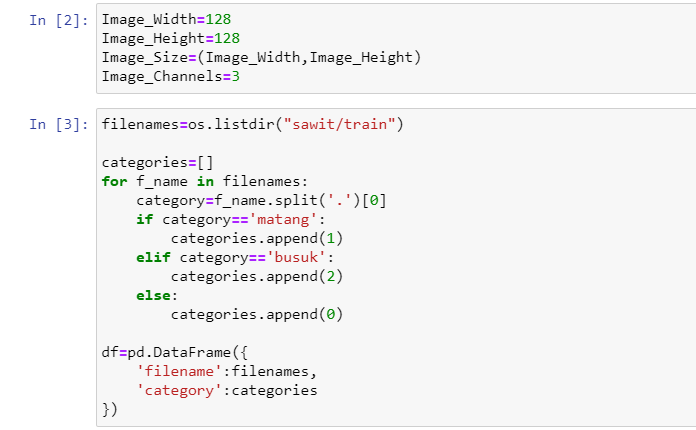 In [2]: Image_Width=128
Image_Height=128
Image_Size=(Image_Width,Image_Height)
Image_Channels=3
In [3]: filenames=os.listdir("sawit/train")
categories=[]
for f_name in filenames:
    category=f_name.split('.')[0]
    if category=='matang':
        categories.append(1)
    elif category=='busuk':
        categories.append(2)
    else:
        categories.append(0)
df=pd.DataFrame({
    'filename':filenames,
    'category':categories
})